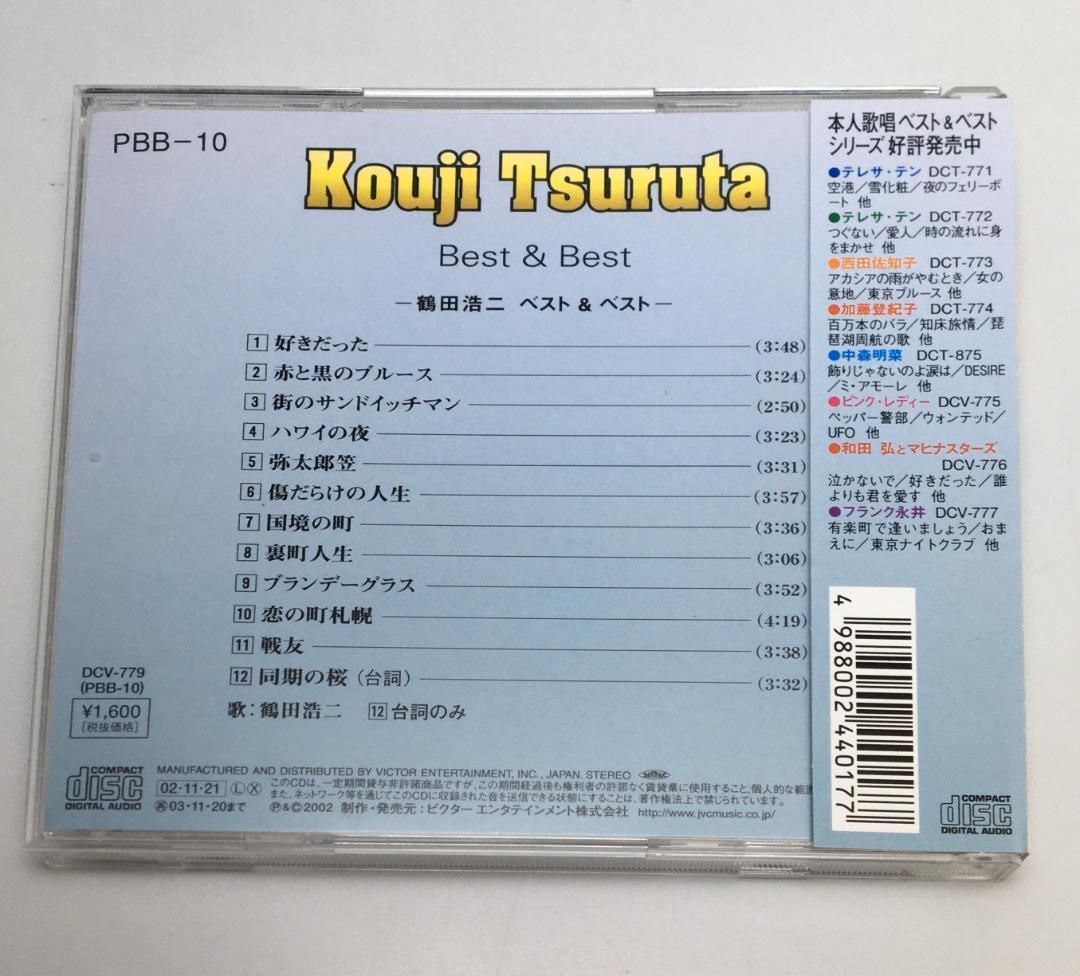 PBB-10
Kouji Tsuruta
Best & Best
—鶴田浩二 ベスト & ベスト—
1 好きだった (3:48)
2 赤と黒のブルース (3:24)
3 街のサンドイッチマン (2:50)
4 ハワイの夜 (3:23)
5 弥太郎笠 (3:31)
6 傷だらけの人生 (3:57)
7 国境の町 (3:36)
8 裏町人生 (3:06)
9 ブランデーグラス (3:52)
10 恋の町札幌 (4:19)
11 戦友 (3:38)
12 同期の桜（台詞） (3:32)
歌：鶴田浩二 12 台詞のみ
DCV-779
(PBB-10)
¥1,600
［税抜価格］
COMPACT
disc
DIGITAL AUDIO
MANUFACTURED AND DISTRIBUTED BY VICTOR ENTERTAINMENT, INC., JAPAN. STEREO
02・11・21 Ⓛ Ⓧ
再 03・11・20まで
このCDは、一定期間貸与非許諾商品ですが、この期間経過後も権利者の許諾なく賃貸業に使用すること、個人的な範囲
また、ネットワーク等を通じてこのCDに収録された音を送信できる状態にすることは、著作権法上で禁じられています。
Ⓟ&©2002 制作・発売元：ビクター エンタテインメント株式会社 http://www.jvcmusic.co.jp/
本人歌唱 ベスト & ベスト
シリーズ 好評発売中
●テレサ・テン DCT-771
空港／雪化粧／夜のフェリーボ
ート 他
●テレサ・テン DCT-772
つぐない／愛人／時の流れに身
をまかせ 他
●西田佐知子 DCT-773
アカシアの雨がやむとき／女の
意地／東京ブルース 他
●加藤登紀子 DCT-774
百万本のバラ／知床旅情／琵
琶湖周航の歌 他
●中森明菜 DCT-875
飾りじゃないのよ涙は／DESIRE
／ミ・アモーレ 他
●ピンク・レディー DCV-775
ペッパー警部／ウォンテッド／
UFO 他
●和田 弘とマヒナスターズ
DCV-776
泣かないで／好きだった／誰
よりも君を愛す 他
●フランク永井 DCV-777
有楽町で逢いましょう／おま
えに／東京ナイトクラブ 他
4 988002 440177
COMPACT
disc
DIGITAL AUDIO